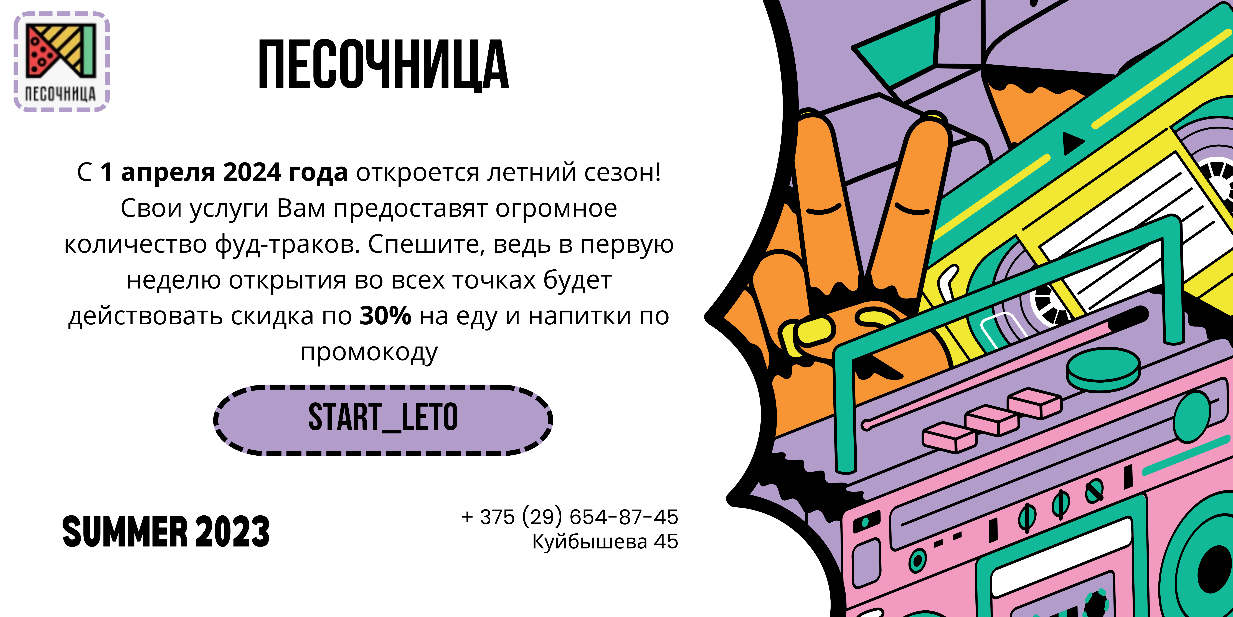 ПЕСОЧНИЦА
ПЕСОЧНИЦА
С 1 апреля 2024 года откроется летний сезон!
Свои услуги Вам предоставят огромное
количество фуд-траков. Спешите, ведь в первую
неделю открытия во всех точках будет
действовать скидка по 30% на еду и напитки по
промокоду
START_LETO
SUMMER 2023
+ 375 (29) 654-87-45
Куйбышева 45